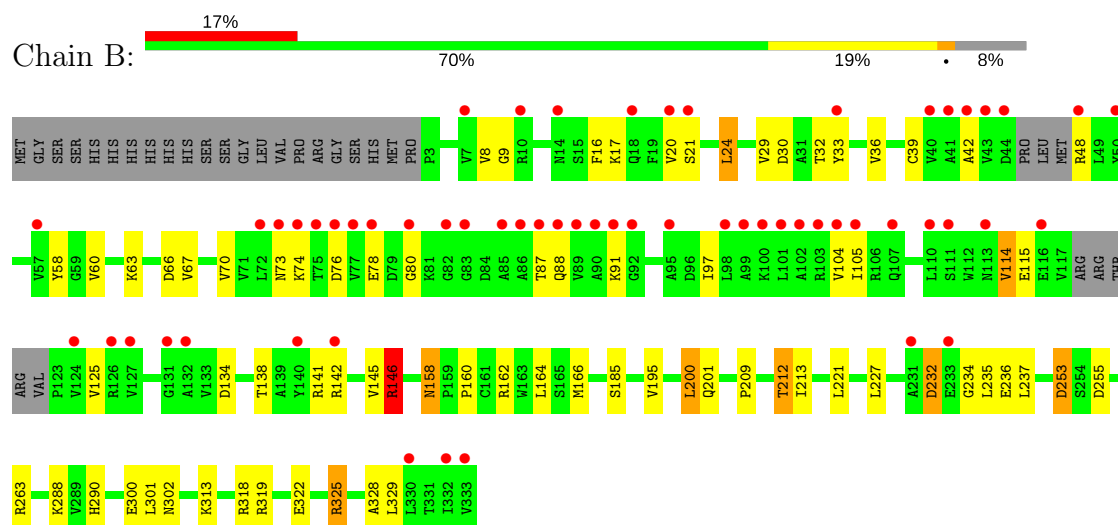 17%
Chain B:
70% 19% • 8%
MET GLY SER SER HIS HIS HIS HIS HIS HIS SER SER GLY LEU VAL PRO ARG GLY SER HIS MET PRO P3 V7 V8 G9 R10 N14 S15 F16 K17 Q18 F19 V20 S21 L24 V29 D30 A31 T32 Y33 V36 C39 V40 A41 A42 V43 D44 PRO LEU MET R48 L49 Y50
V57 Y58 G59 V60 K63 D66 V67 V70 V71 L72 N73 K74 T75 D76 V77 E78 D79 G80 K81 G82 G83 D84 A85 A86 T87 Q88 V89 A90 K91 G92 A95 D96 I97 L98 A99 K100 L101 A102 R103 V104 I105 R106 Q107 L110 S111 W112 N113 V114 E115 E116 V117 ARG ARG THR
ARG VAL P123 V124 V125 R126 V127 G131 A132 V133 D134 T138 A139 Y140 R141 R142 V145 R146 N158 P159 P160 C161 R162 W163 L164 S165 M166 S185 V195 L200 Q201 P209 T212 I213 L221 L227 A231 D232 E233 G234 L235 E236 L237 D253 S254 D255
R263 K288 V289 H290 E300 L301 N302 K313 R318 R319 E322 R325 A328 L329 L330 T331 I332 V333